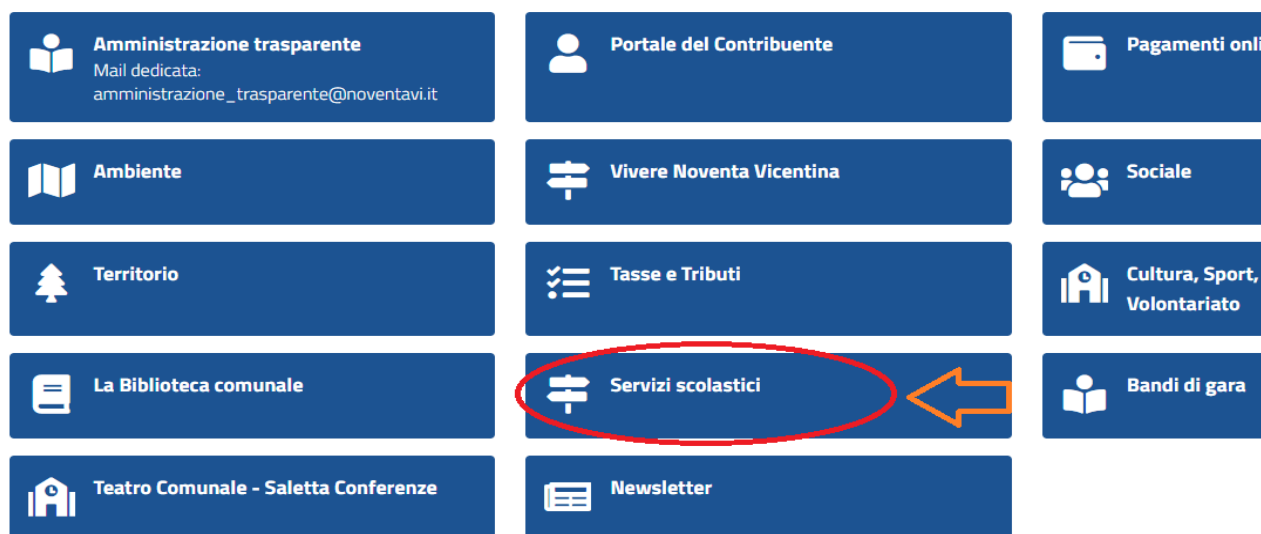 Amministrazione trasparente
Mail dedicata:
amministrazione_trasparente@noventavi.it
Portale del Contribuente
Pagamenti onli
Ambiente
Vivere Noventa Vicentina
Sociale
Territorio
Tasse e Tributi
Cultura, Sport,
Volontariato
La Biblioteca comunale
Servizi scolastici
Bandi di gara
Teatro Comunale - Saletta Conferenze
Newsletter